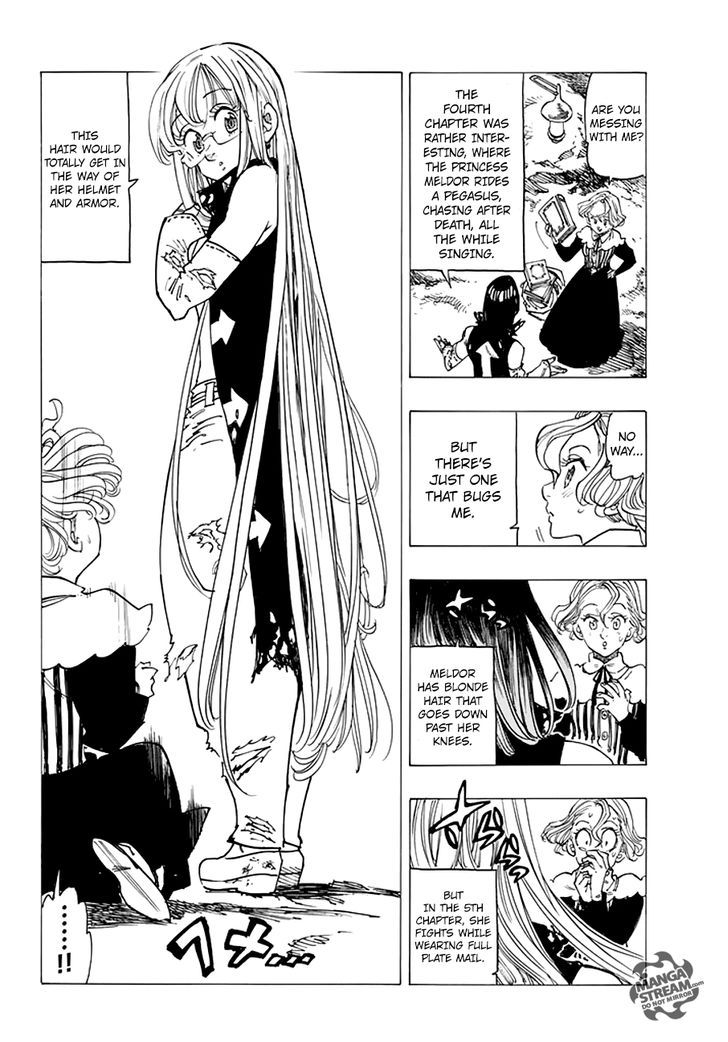 ARE YOU
MESSING
WITH ME?
THE
FOURTH
CHAPTER WAS
RATHER INTER-
ESTING, WHERE
THE PRINCESS
MELDOR RIDES
A PEGASUS,
CHASING AFTER
DEATH, ALL
THE WHILE
SINGING.
NO
WAY...
BUT
THERE'S
JUST ONE
THAT BUGS
ME.
MELDOR
HAS BLONDE
HAIR THAT
GOES DOWN
PAST HER
KNEES.
BUT
IN THE 5TH
CHAPTER, SHE
FIGHTS WHILE
WEARING FULL
PLATE MAIL.
THIS
HAIR WOULD
TOTALLY GET IN
THE WAY OF
HER HELMET
AND ARMOR.
......!!
MANGA
STREAM.COM
DO NOT MIRROR